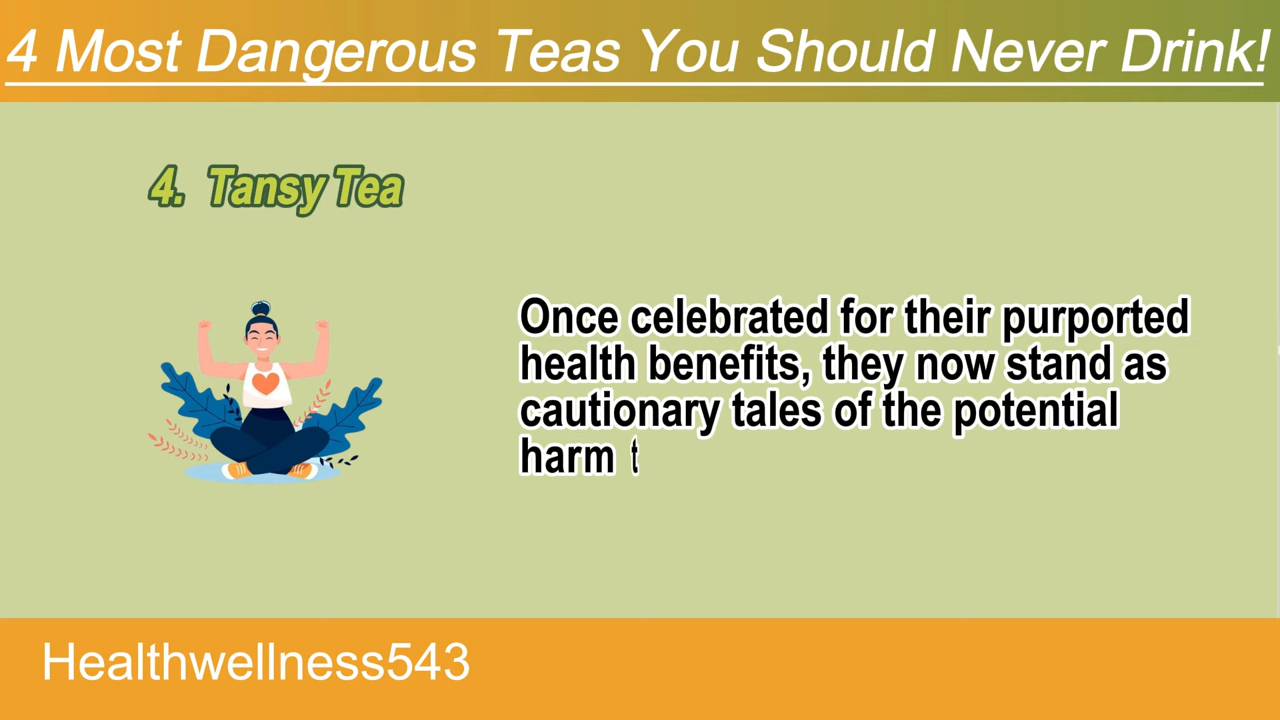 4 Most Dangerous Teas You Should Never Drink!
4. Tansy Tea
Once celebrated for their purported
health benefits, they now stand as
cautionary tales of the potential
harm t
Healthwellness543